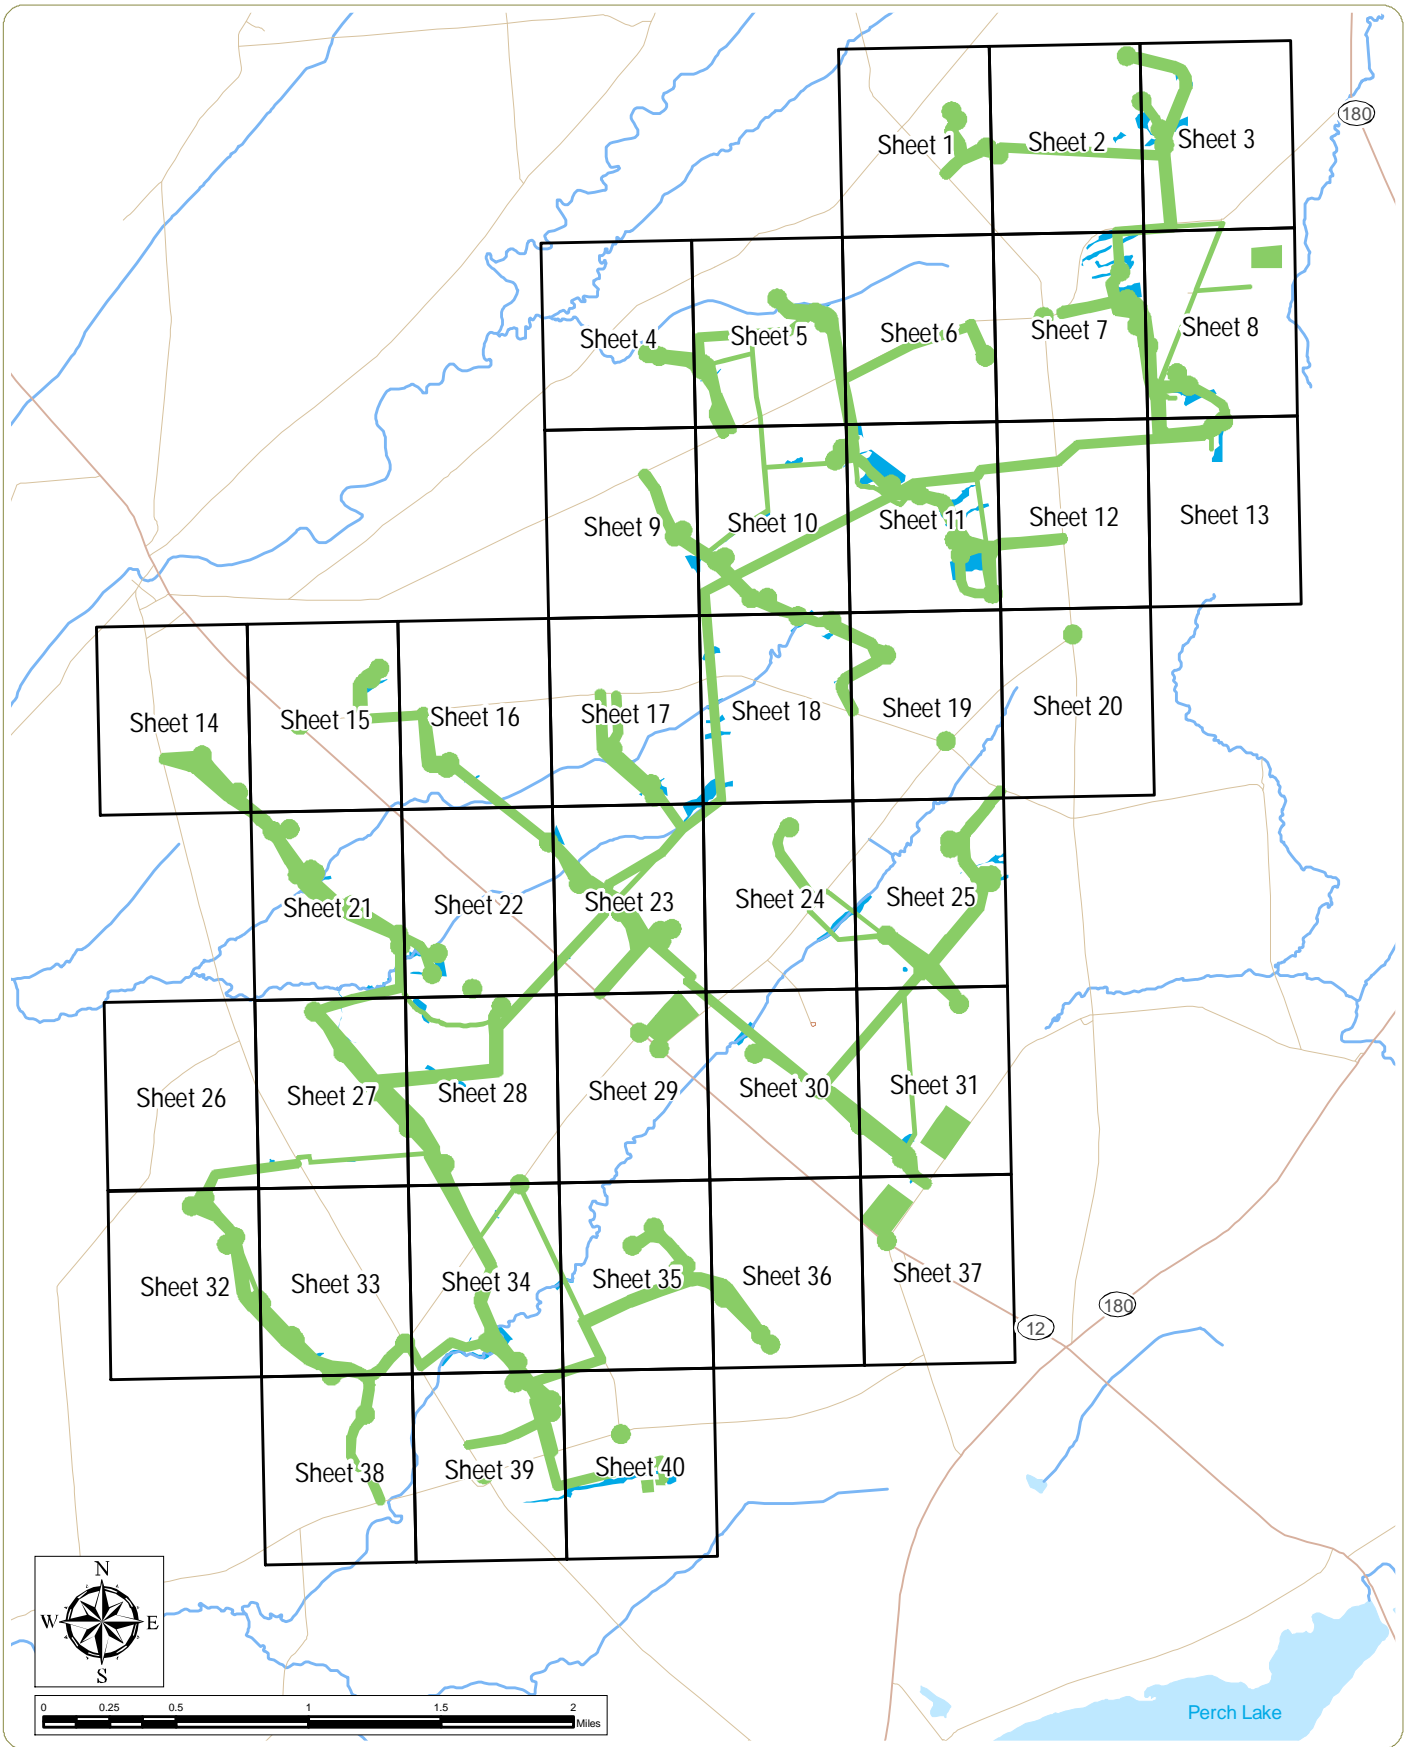 180
Sheet 1
Sheet 2
Sheet 3
Sheet 4
Sheet 5
Sheet 6
Sheet 7
Sheet 8
Sheet 9
Sheet 10
Sheet 11
Sheet 12
Sheet 13
Sheet 14
Sheet 15
Sheet 16
Sheet 17
Sheet 18
Sheet 19
Sheet 20
Sheet 21
Sheet 22
Sheet 23
Sheet 24
Sheet 25
Sheet 26
Sheet 27
Sheet 28
Sheet 29
Sheet 30
Sheet 31
Sheet 32
Sheet 33
Sheet 34
Sheet 35
Sheet 36
Sheet 37
180
12
Sheet 38
Sheet 39
Sheet 40
N
W E
S
0 0.25 0.5 1 1.5 2
Miles
Perch Lake